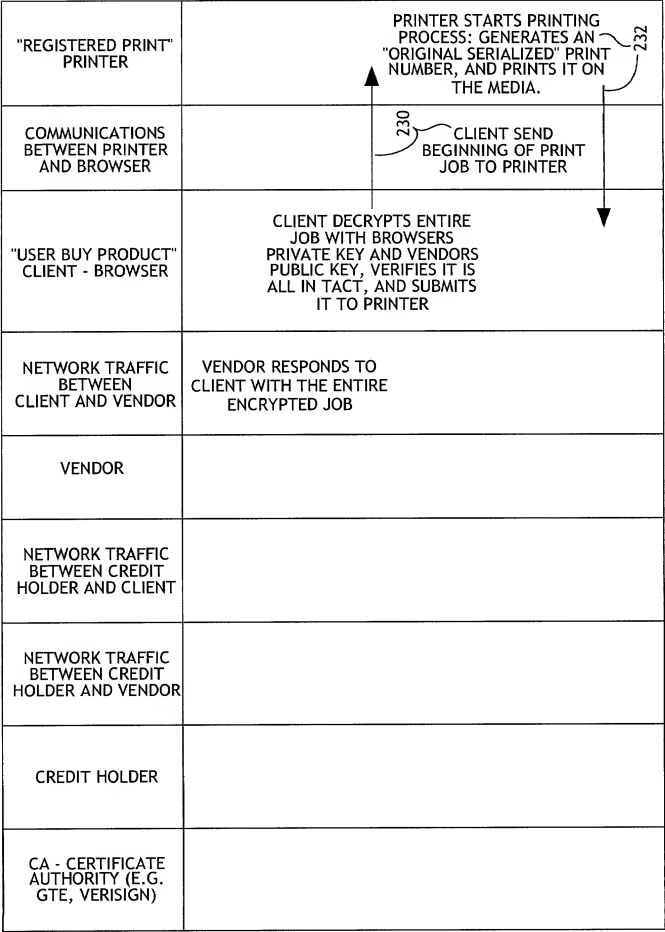 "REGISTERED PRINT"
PRINTER
PRINTER STARTS PRINTING
PROCESS: GENERATES AN
"ORIGINAL SERIALIZED" PRINT
NUMBER, AND PRINTS IT ON
THE MEDIA.
232
COMMUNICATIONS
BETWEEN PRINTER
AND BROWSER
230
CLIENT SEND
BEGINNING OF PRINT
JOB TO PRINTER
"USER BUY PRODUCT"
CLIENT - BROWSER
CLIENT DECRYPTS ENTIRE
JOB WITH BROWSERS
PRIVATE KEY AND VENDORS
PUBLIC KEY, VERIFIES IT IS
ALL IN TACT, AND SUBMITS
IT TO PRINTER
NETWORK TRAFFIC
BETWEEN
CLIENT AND VENDOR
VENDOR RESPONDS TO
CLIENT WITH THE ENTIRE
ENCRYPTED JOB
VENDOR
NETWORK TRAFFIC
BETWEEN CREDIT
HOLDER AND CLIENT
NETWORK TRAFFIC
BETWEEN CREDIT
HOLDER AND VENDOR
CREDIT HOLDER
CA - CERTIFICATE
AUTHORITY (E.G.
GTE, VERISIGN)